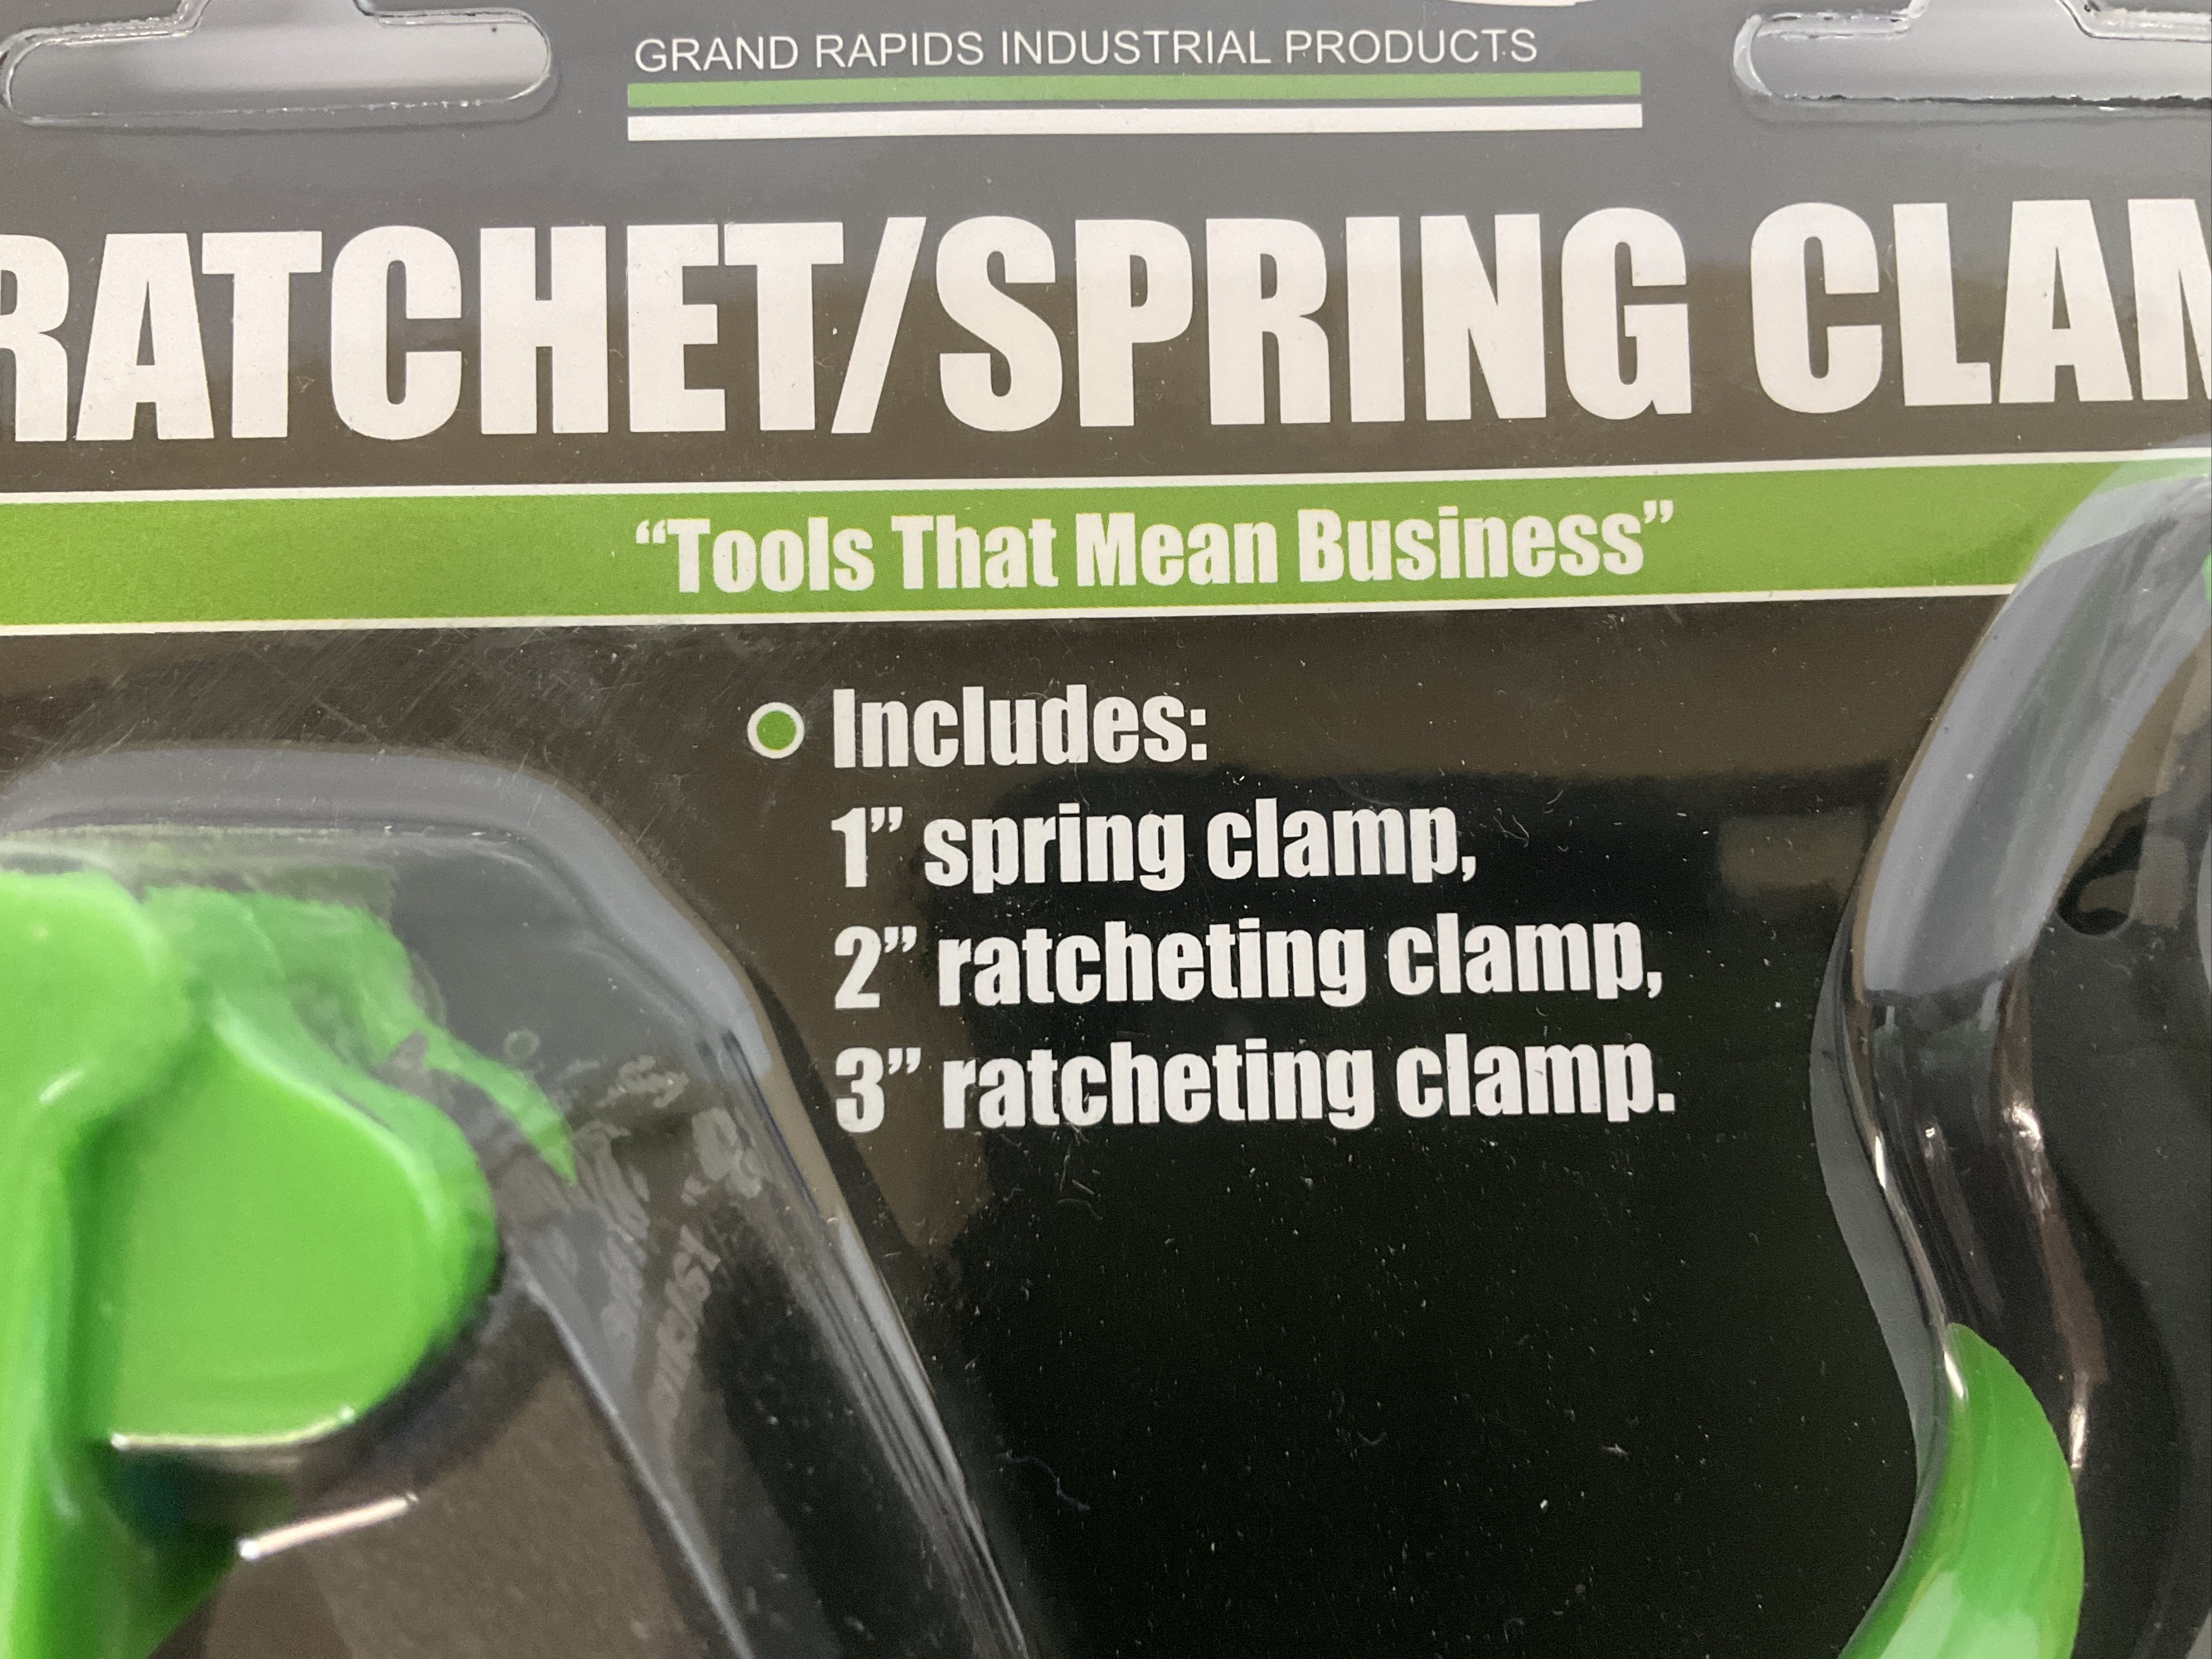 GRAND RAPIDS INDUSTRIAL PRODUCTS
RATCHET/SPRING CLAM
“Tools That Mean Business”
Includes:
1” spring clamp,
2” ratcheting clamp,
3” ratcheting clamp.